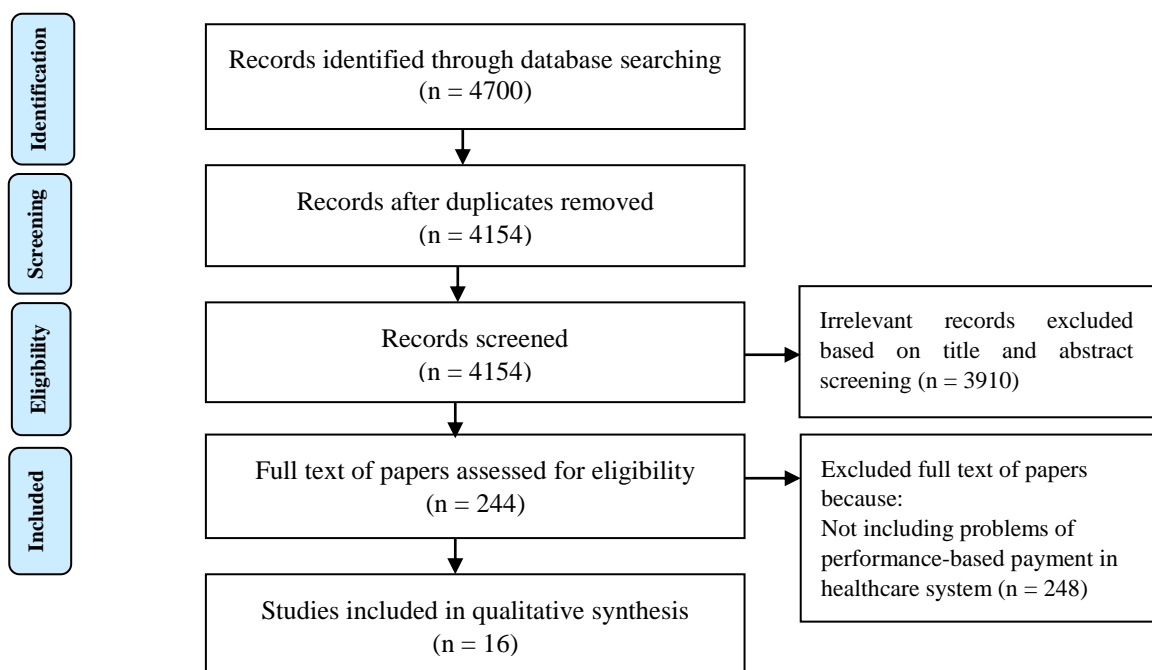 Identification
Records identified through database searching
(n = 4700)
Screening
Records after duplicates removed
(n = 4154)
Eligibility
Records screened
(n = 4154)
Irrelevant records excluded
based on title and abstract
screening (n = 3910)
Included
Full text of papers assessed for eligibility
(n = 244)
Excluded full text of papers
because:
Not including problems of
performance-based payment in
healthcare system (n = 248)
Studies included in qualitative synthesis
(n = 16)